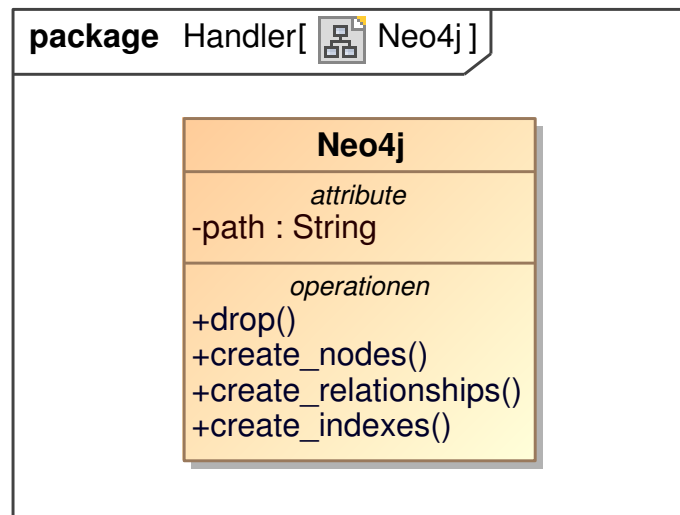 package Handler[ Neo4j ]
Neo4j
attribute
-path : String
operationen
+drop()
+create_nodes()
+create_relationships()
+create_indexes()